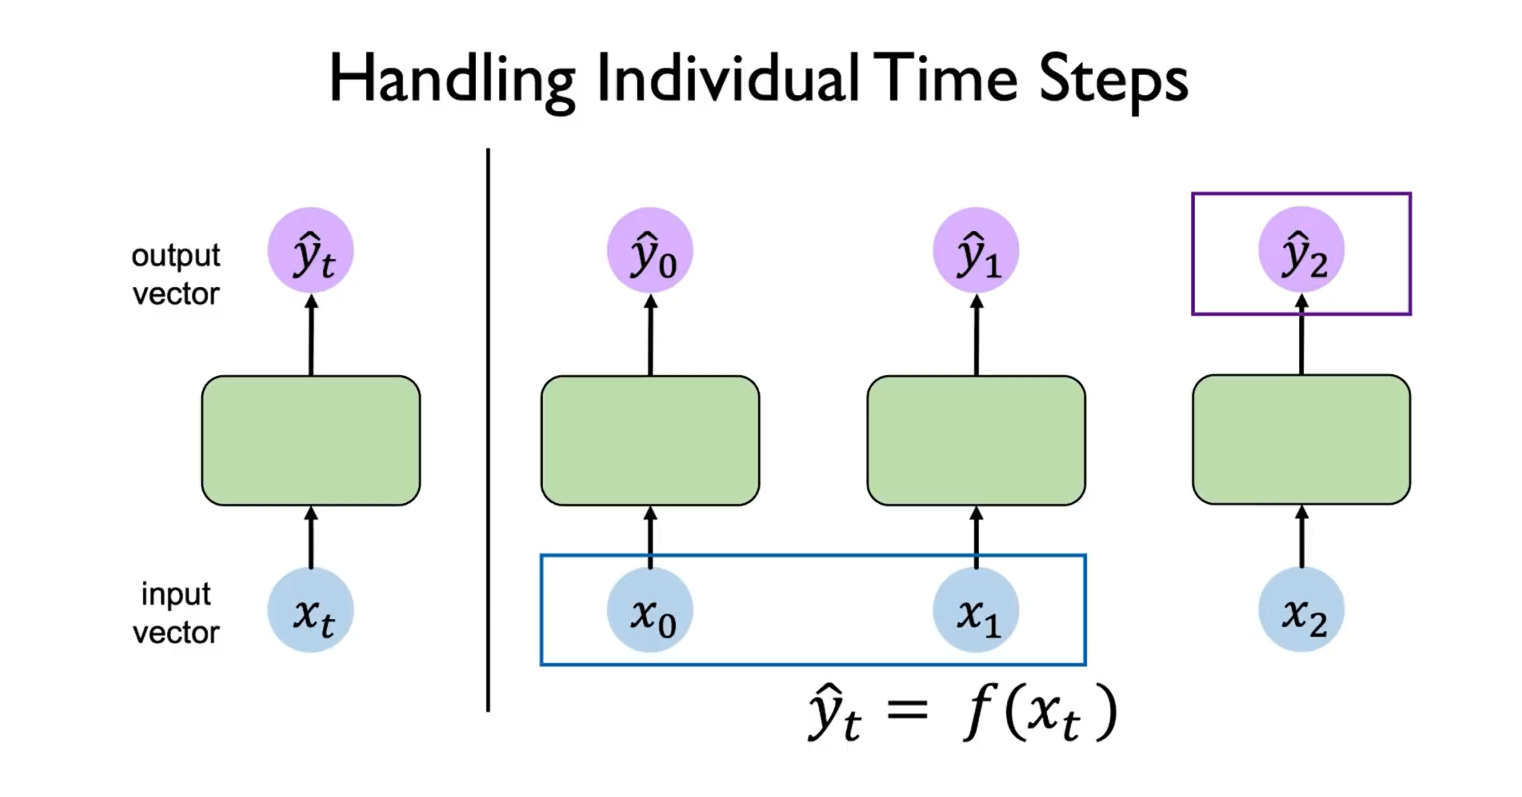 Handling Individual Time Steps
output
vector
ŷₜ
ŷ₀
ŷ₁
ŷ₂
input
vector
xₜ
x₀
x₁
x₂
ŷₜ = f(xₜ)